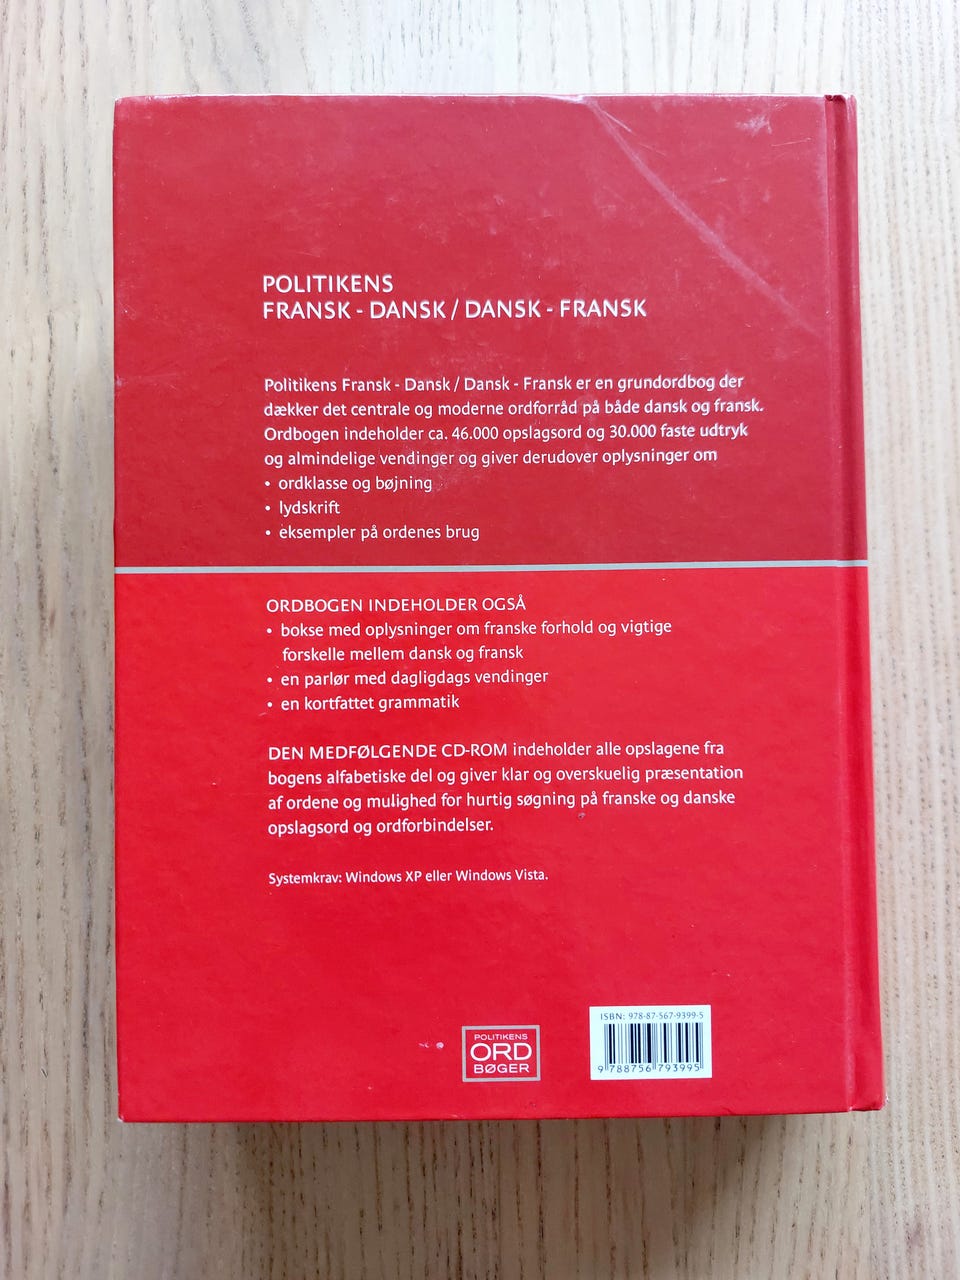 POLITIKENS
FRANSK - DANSK / DANSK - FRANSK
Politikens Fransk - Dansk / Dansk - Fransk er en grundordbog der
dækker det centrale og moderne ordforråd på både dansk og fransk.
Ordbogen indeholder ca. 46.000 opslagsord og 30.000 faste udtryk
og almindelige vendinger og giver derudover oplysninger om
• ordklasse og bøjning
• lydskrift
• eksempler på ordenes brug
ORDBOGEN INDEHOLDER OGSÅ
• bokse med oplysninger om franske forhold og vigtige
forskelle mellem dansk og fransk
• en parlør med dagligdags vendinger
• en kortfattet grammatik
DEN MEDFØLGENDE CD-ROM indeholder alle opslagene fra
bogens alfabetiske del og giver klar og overskuelig præsentation
af ordene og mulighed for hurtig søgning på franske og danske
opslagsord og ordforbindelser.
Systemkrav: Windows XP eller Windows Vista.
POLITIKENS
ORD
BØGER
ISBN: 978-87-567-9399-5
9 788756 793995